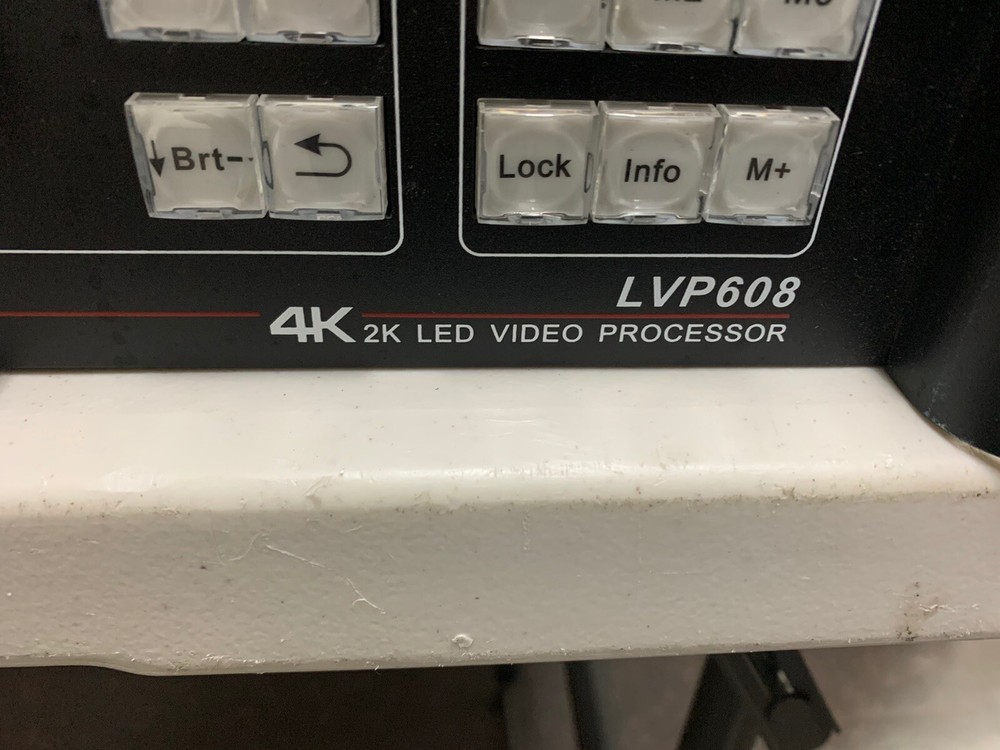 Brt-
Lock Info M+
LVP608
4K 2K LED VIDEO PROCESSOR